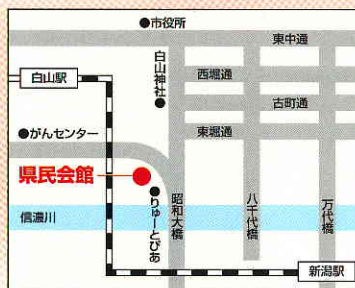 ●市役所
東中通
白山神社●
西堀通
白山駅
古町通
東堀通
●がんセンター
県民会館●
●りゅーとぴあ
昭和大橋
八千代橋
万代橋
信濃川
新潟駅